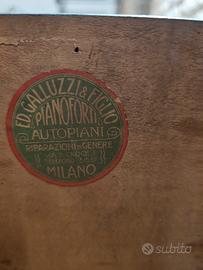 ED. GALLUZZI & FIGLIO
PIANOFORTI
AUTOPIANI
RIPARAZIONI IN GENERE
MILANO
subito